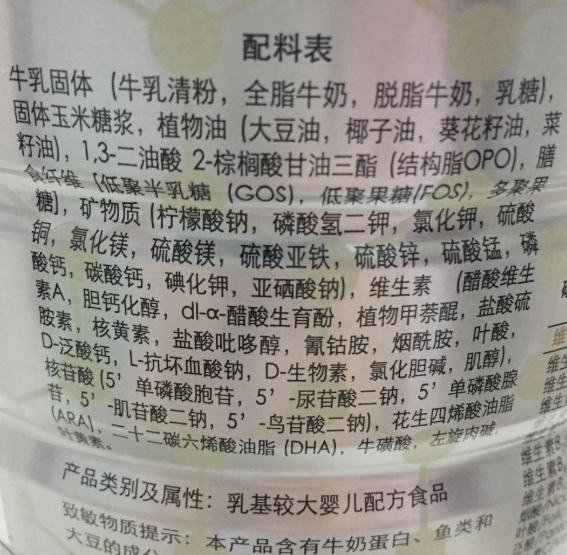 配料表
牛乳固体（牛乳清粉，全脂牛奶，脱脂牛奶，乳糖），
固体玉米糖浆，植物油（大豆油，椰子油，葵花籽油，菜
籽油），1,3-二油酸 2-棕榈酸甘油三酯（结构脂OPO），膳
食纤维（低聚半乳糖（GOS），低聚果糖(FOS)，多聚果
糖），矿物质（柠檬酸钠，磷酸氢二钾，氯化钾，硫酸
铜，氯化镁，硫酸镁，硫酸亚铁，硫酸锌，硫酸锰，磷
酸钙，碳酸钙，碘化钾，亚硒酸钠），维生素（醋酸维生
素A，胆钙化醇，dl-α-醋酸生育酚，植物甲萘醌，盐酸硫
胺素，核黄素，盐酸吡哆醇，氰钴胺，烟酰胺，叶酸，
D-泛酸钙，L-抗坏血酸钠，D-生物素，氯化胆碱，肌醇），
核苷酸（5’单磷酸胞苷，5’-尿苷酸二钠，5’单磷酸腺
苷，5’-肌苷酸二钠，5’-鸟苷酸二钠），花生四烯酸油脂
(ARA)，二十二碳六烯酸油脂（DHA），牛磺酸，左旋肉碱，
叶黄素。
产品类别及属性：乳基较大婴儿配方食品
致敏物质提示：本产品含有牛奶蛋白、鱼类和
大豆的成分